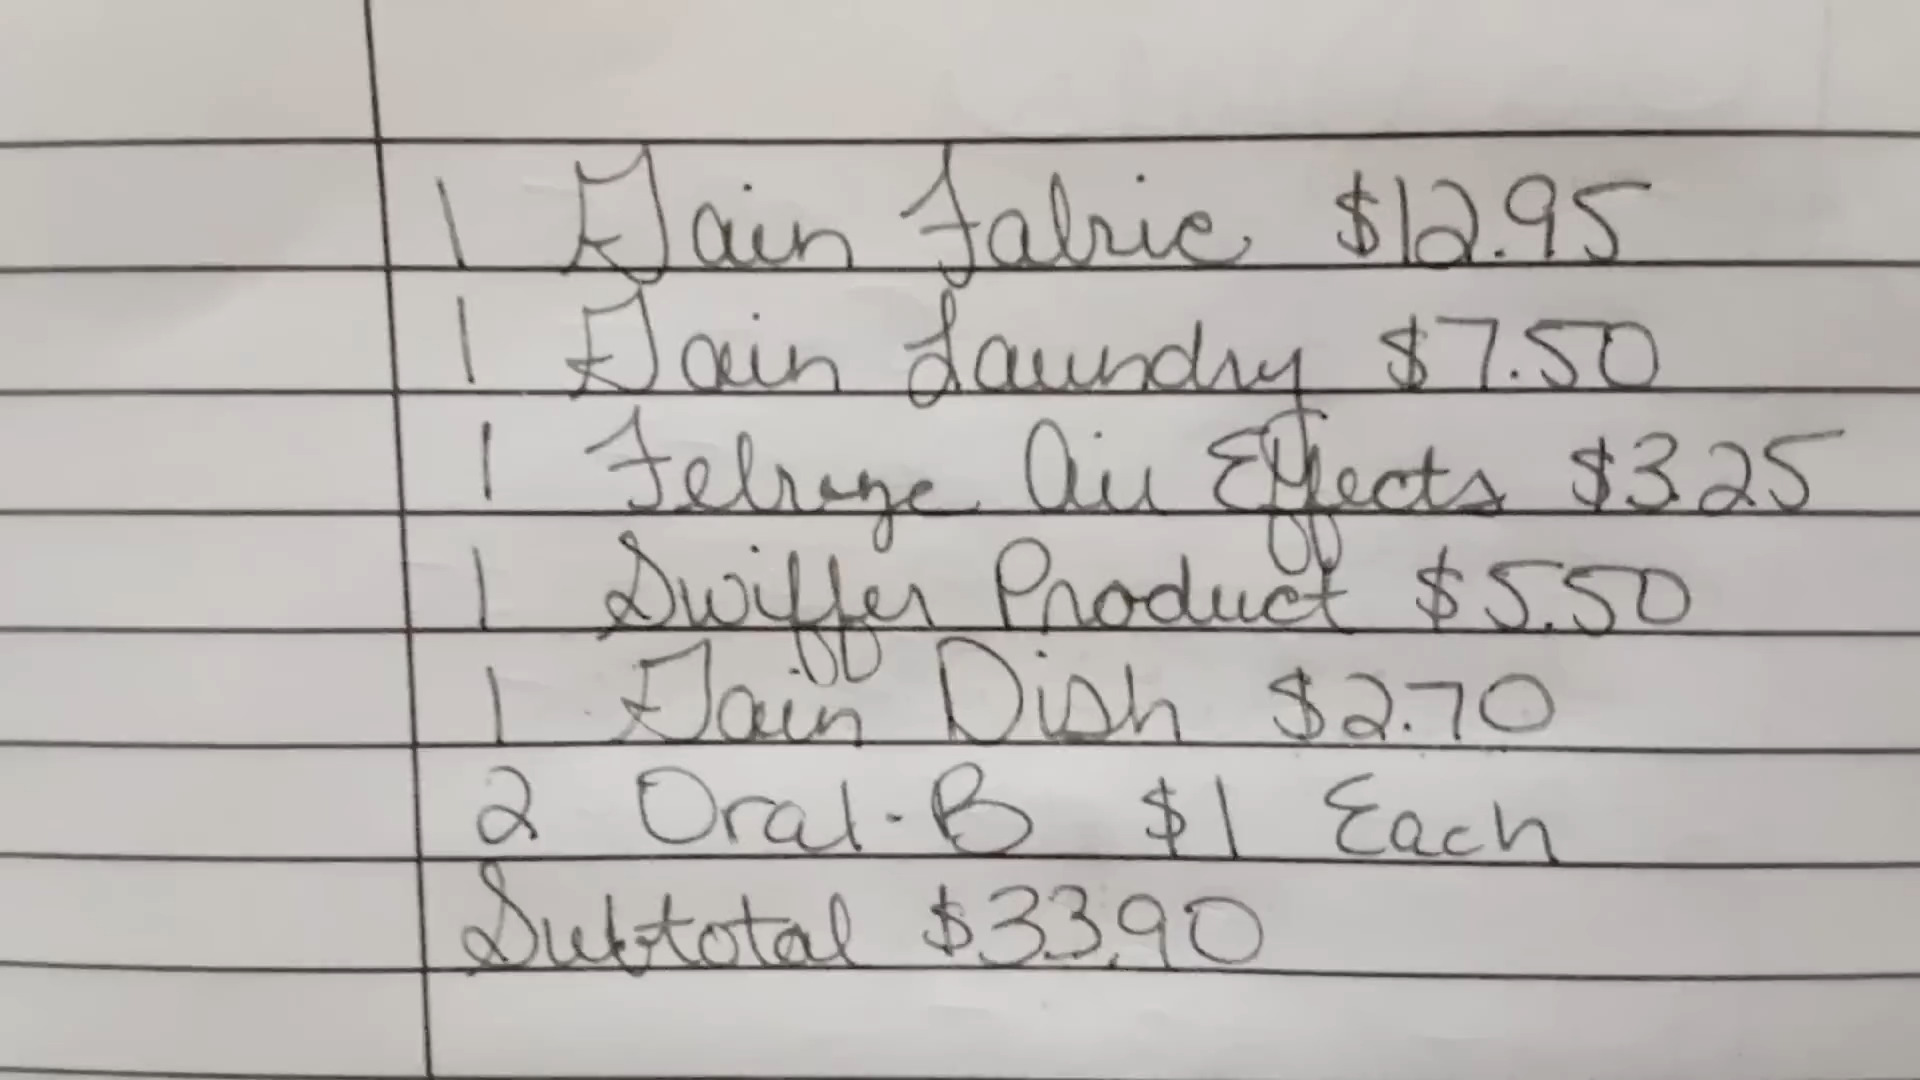 1 Gain Fabric $12.95
1 Gain Laundry $7.50
1 Febreze Air Effects $3.25
1 Swiffer Product $5.50
1 Gain Dish $2.70
2 Oral-B $1 Each
Subtotal $33.90